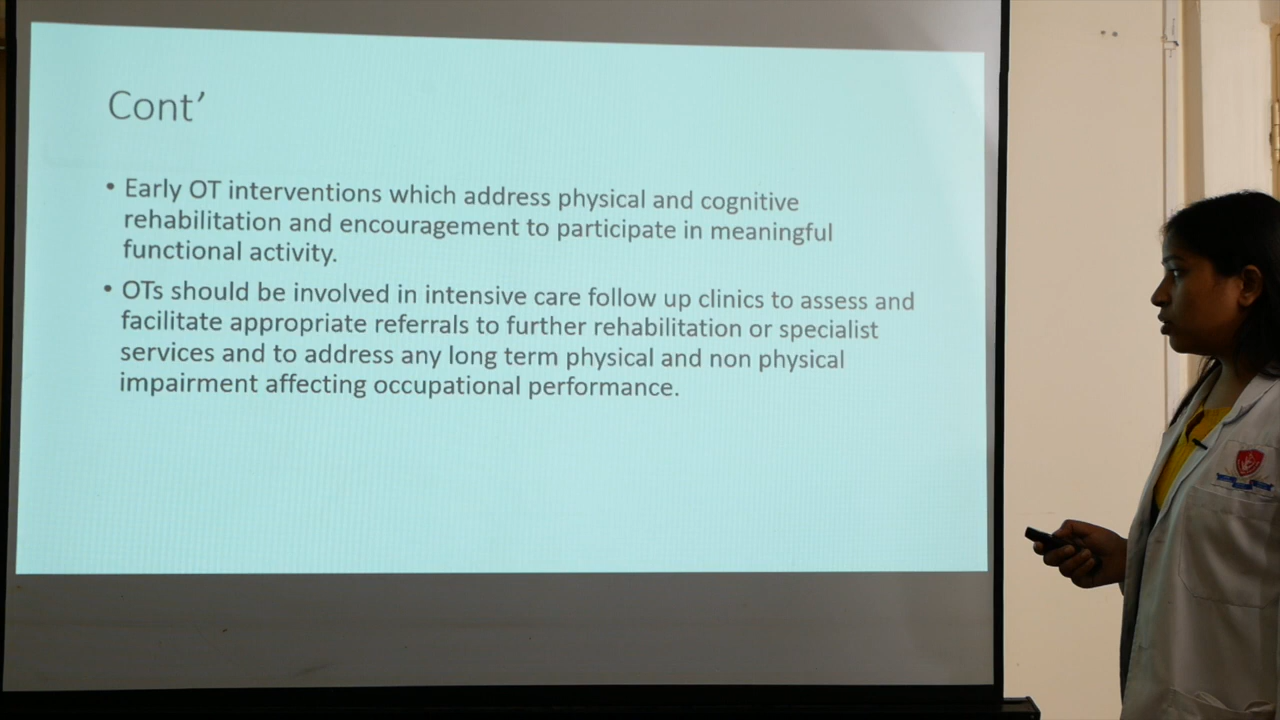 Cont’
• Early OT interventions which address physical and cognitive
rehabilitation and encouragement to participate in meaningful
functional activity.
• OTs should be involved in intensive care follow up clinics to assess and
facilitate appropriate referrals to further rehabilitation or specialist
services and to address any long term physical and non physical
impairment affecting occupational performance.